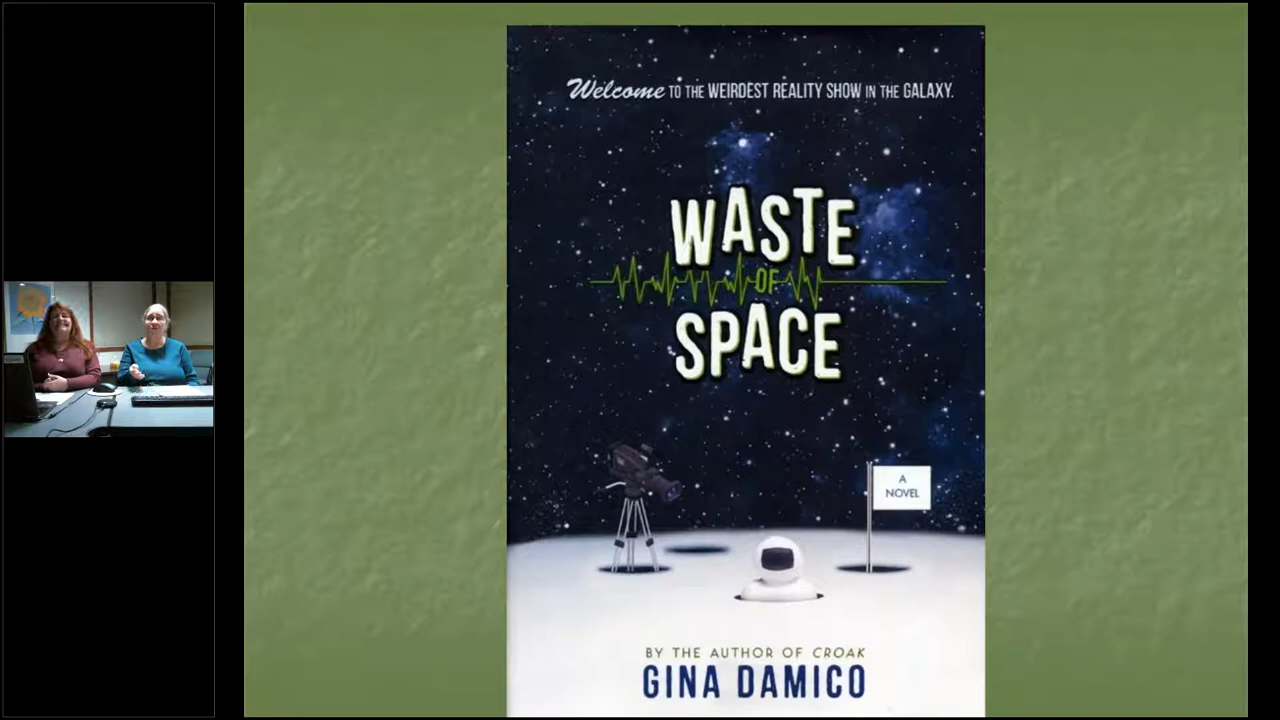 Welcome TO THE WEIRDEST REALITY SHOW IN THE GALAXY.
WASTE
OF
SPACE
A
NOVEL
BY THE AUTHOR OF CROAK
GINA DAMICO